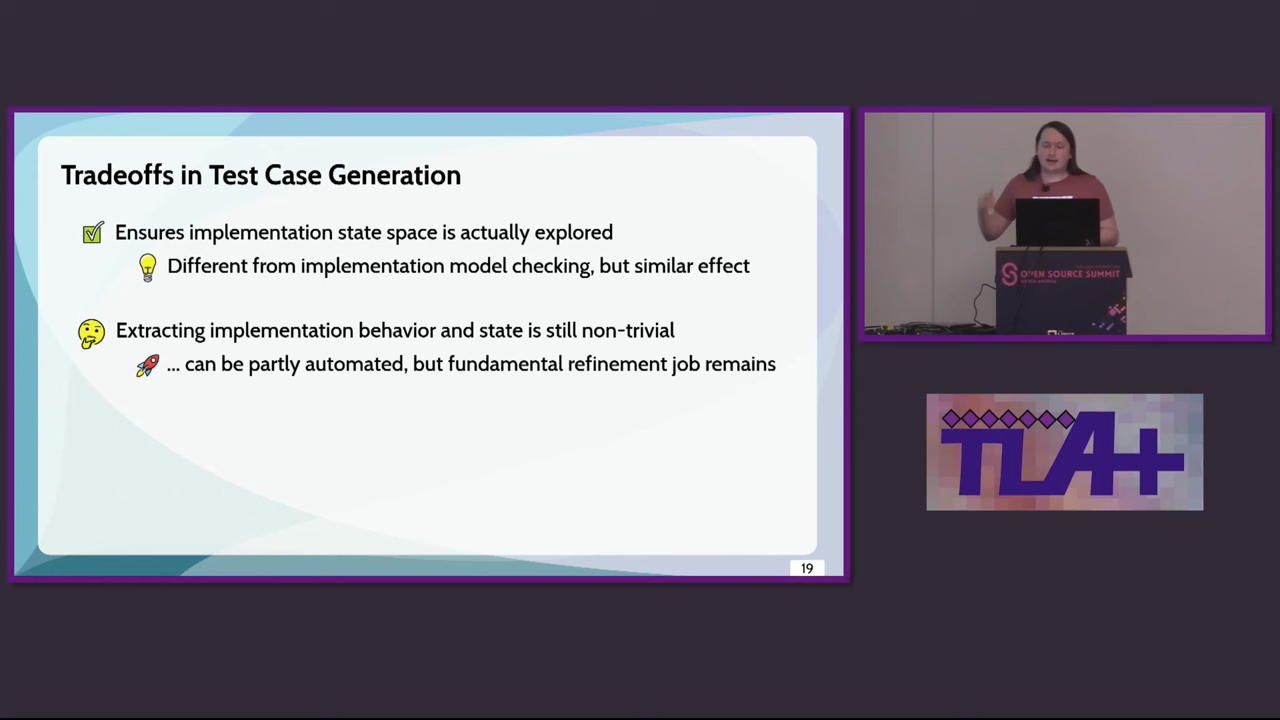 Tradeoffs in Test Case Generation
Ensures implementation state space is actually explored
Different from implementation model checking, but similar effect
Extracting implementation behavior and state is still non-trivial
... can be partly automated, but fundamental refinement job remains
19
OPEN SOURCE SUMMIT
TLA+